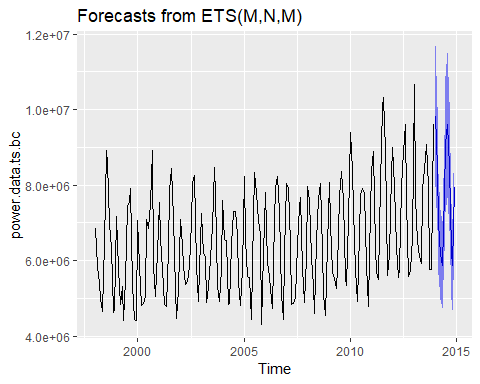 Forecasts from ETS(M,N,M)
1.2e+07
1.0e+07
8.0e+06
6.0e+06
4.0e+06
power.data.ts.bc
2000
2005
2010
2015
Time